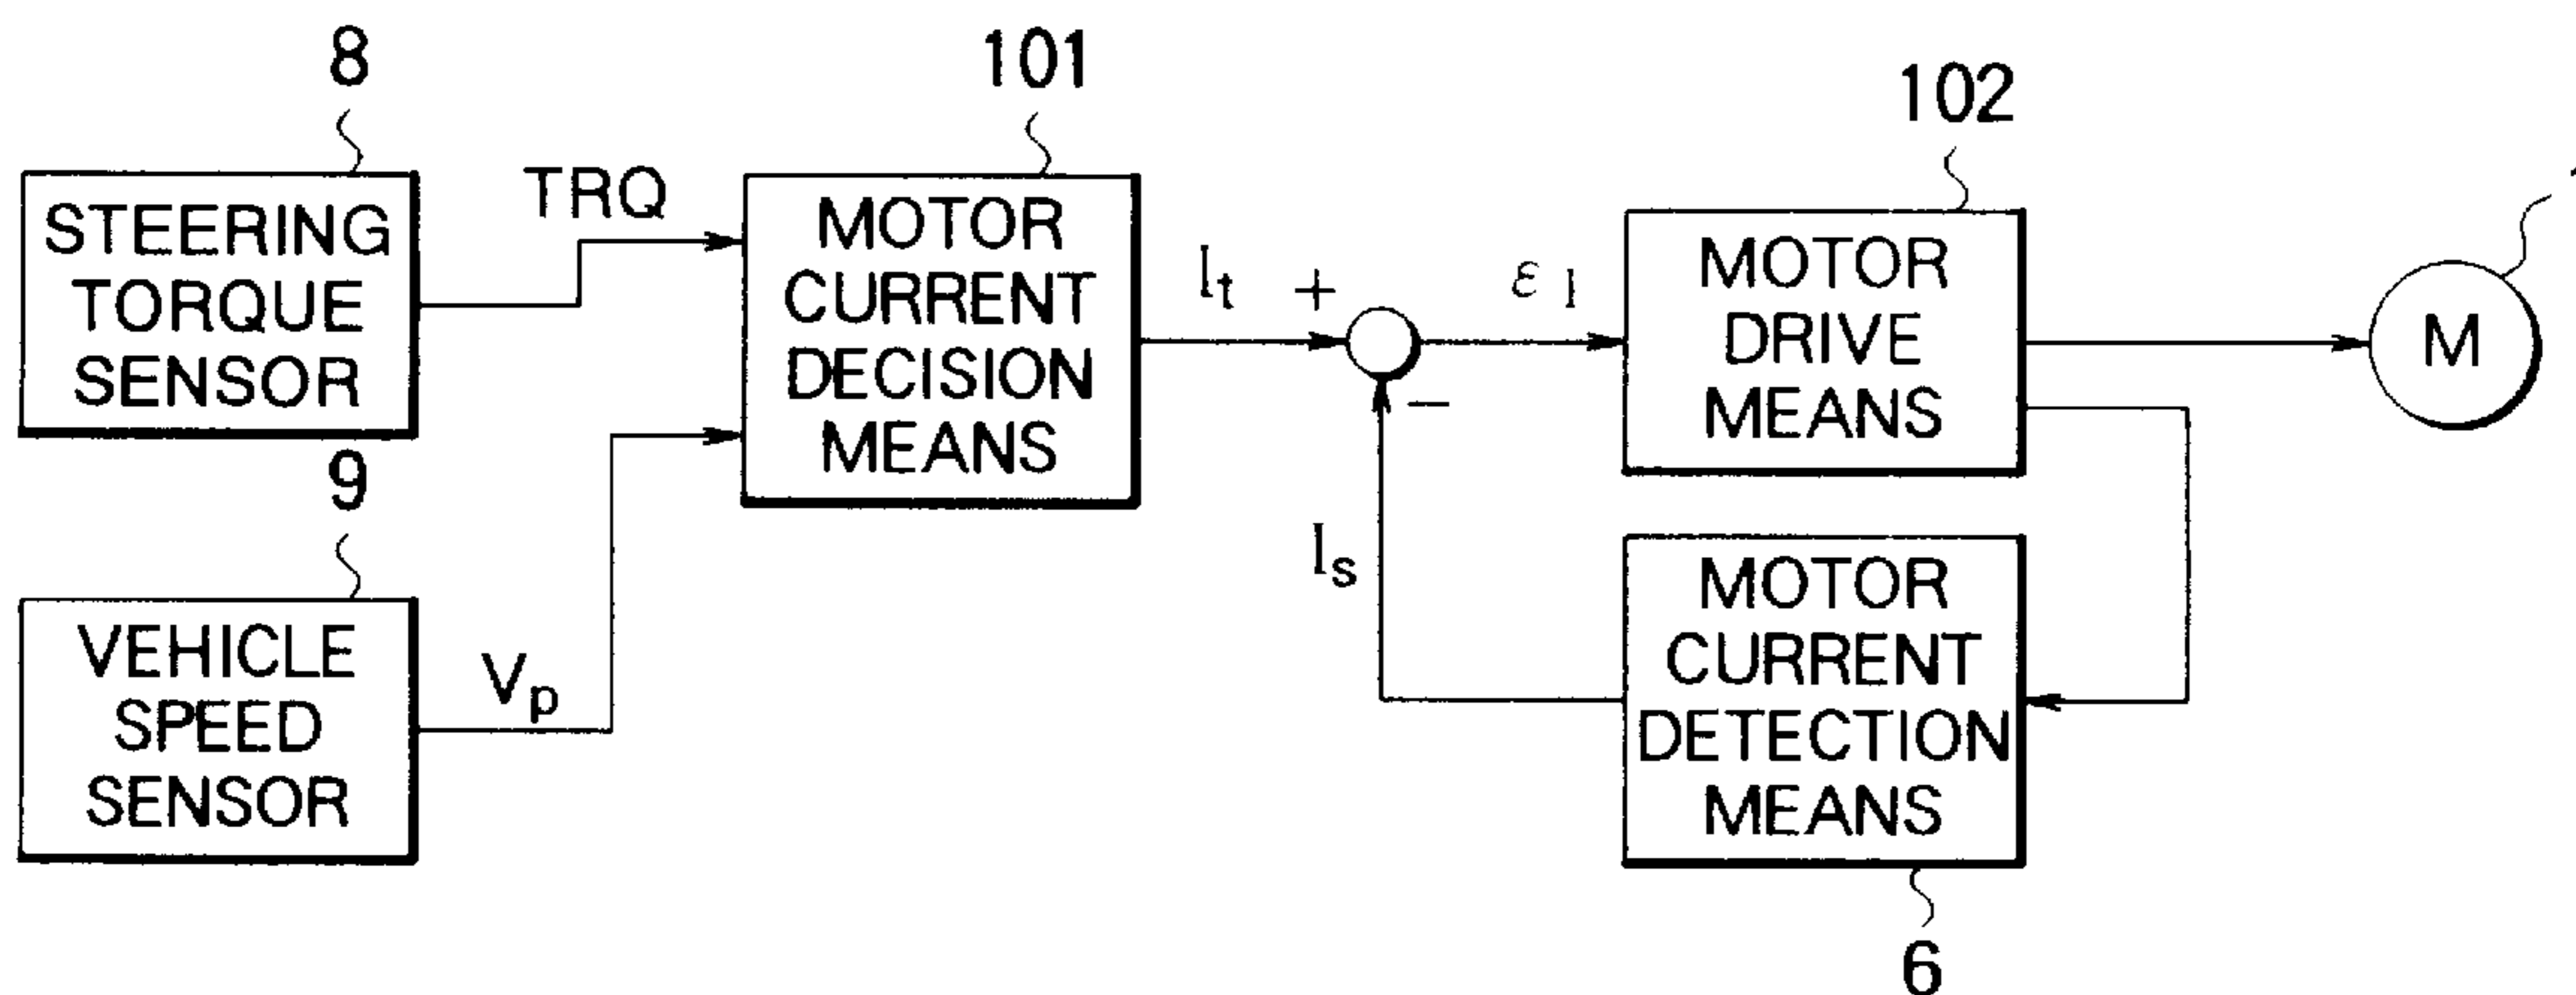 8
STEERING
TORQUE
SENSOR
TRQ
9
VEHICLE
SPEED
SENSOR
Vp
101
MOTOR
CURRENT
DECISION
MEANS
It
+
−
Is
εI
102
MOTOR
DRIVE
MEANS
MOTOR
CURRENT
DETECTION
MEANS
6
M